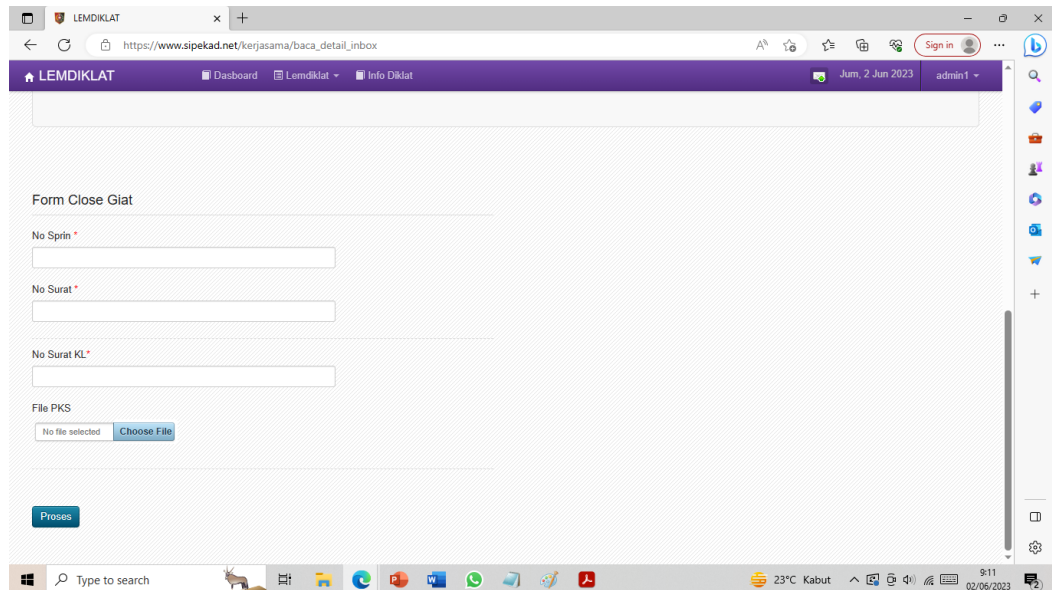 LEMDIKLAT
https://www.sipekad.net/kerjasama/baca_detail_inbox
Sign in
LEMDIKLAT
Dasboard
Lemdiklat
Info Diklat
Jum, 2 Jun 2023
admin1
Form Close Giat
No Sprin *
No Surat *
No Surat KL*
File PKS
No file selected
Choose File
Proses
Type to search
23°C Kabut
9:11
02/06/2023
2